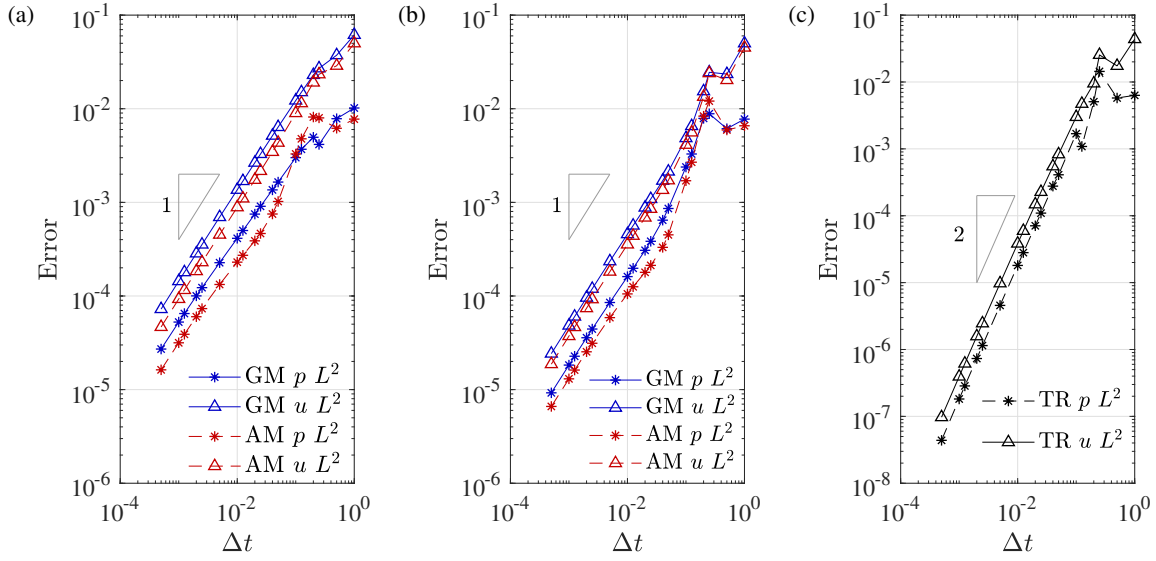 (a)
10^-1
10^-2
10^-3
10^-4
10^-5
10^-6
Error
1
GM p L^2
GM u L^2
AM p L^2
AM u L^2
10^-4
10^-2
10^0
Δt
(b)
10^-1
10^-2
10^-3
10^-4
10^-5
10^-6
Error
1
GM p L^2
GM u L^2
AM p L^2
AM u L^2
10^-4
10^-2
10^0
Δt
(c)
10^-1
10^-2
10^-3
10^-4
10^-5
10^-6
10^-7
10^-8
Error
2
TR p L^2
TR u L^2
10^-4
10^-2
10^0
Δt